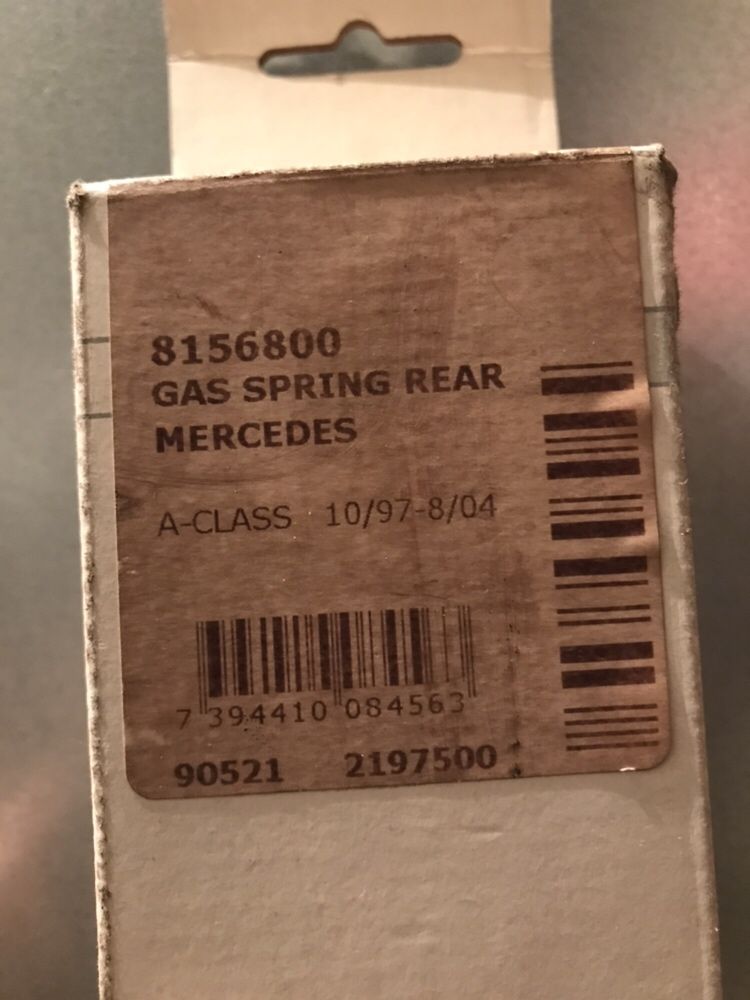 8156800
GAS SPRING REAR
MERCEDES
A-CLASS 10/97-8/04
7 394410 084563
90521 2197500